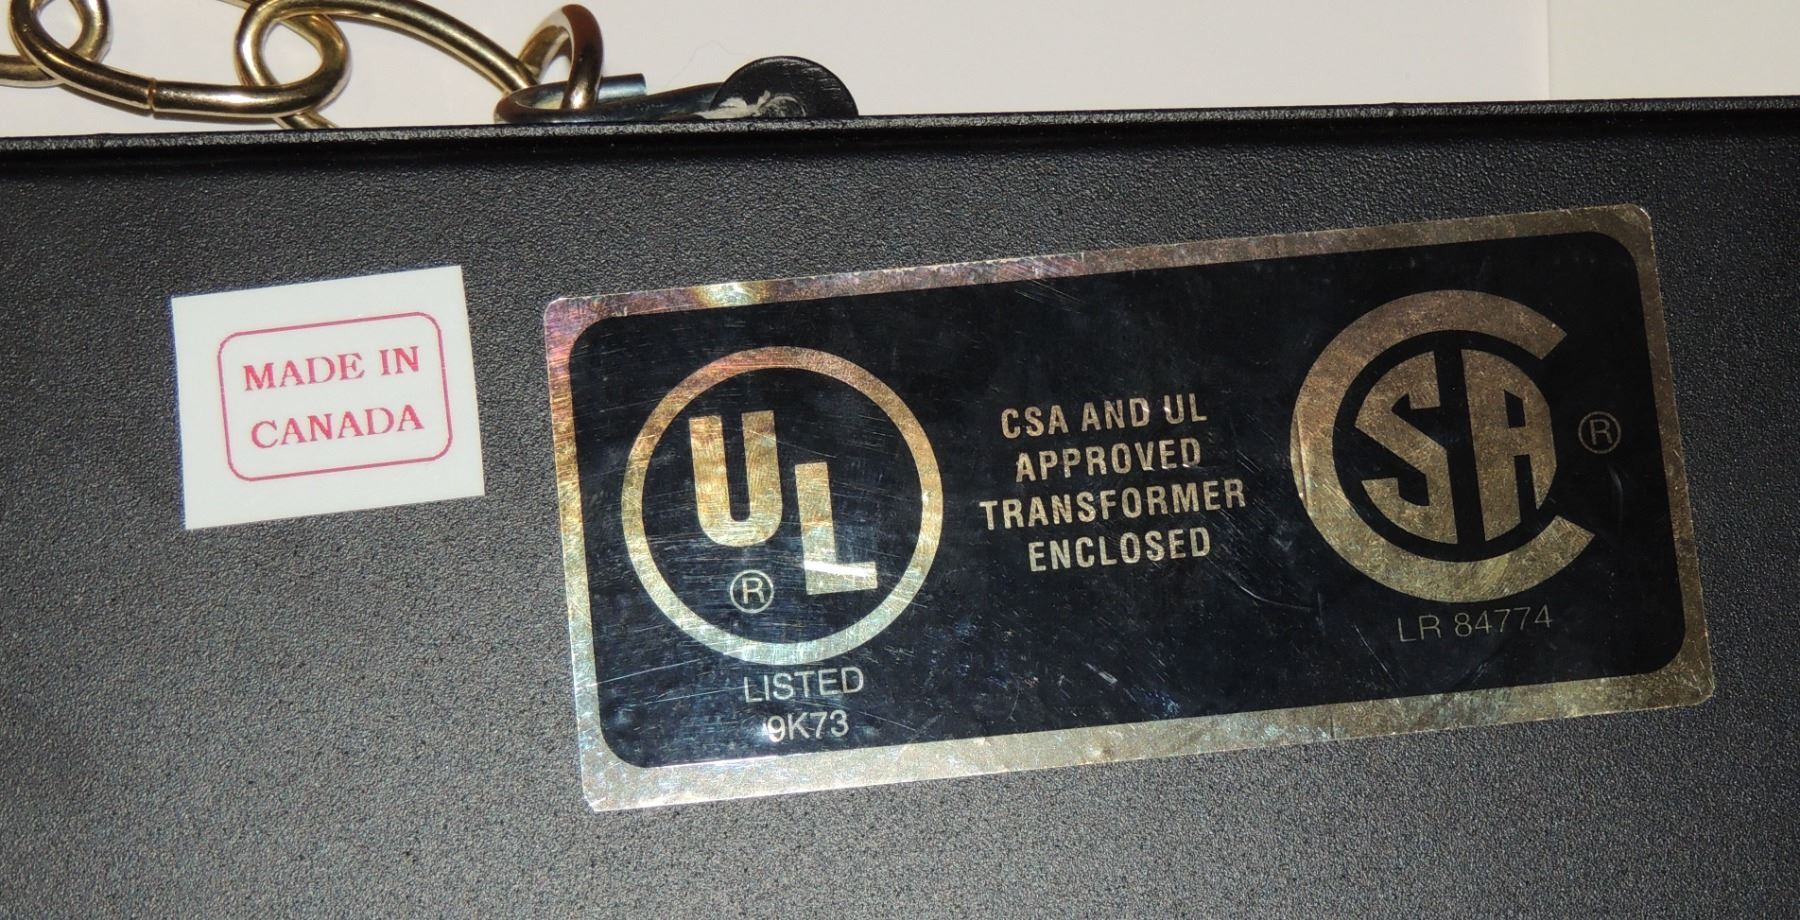 MADE IN
CANADA
UL
®
LISTED
9K73
CSA AND UL
APPROVED
TRANSFORMER
ENCLOSED
CSA
®
LR 84774